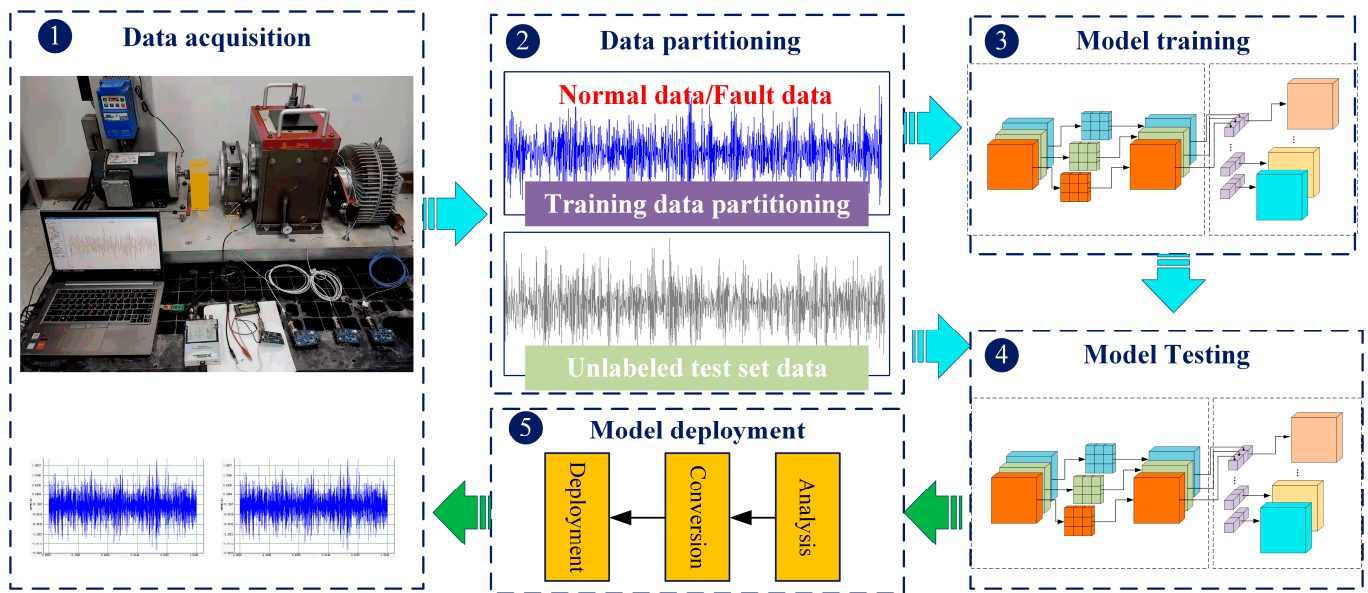 1
Data acquisition
2
Data partitioning
Normal data/Fault data
Training data partitioning
Unlabeled test set data
3
Model training
4
Model Testing
5
Model deployment
Deployment
Conversion
Analysis